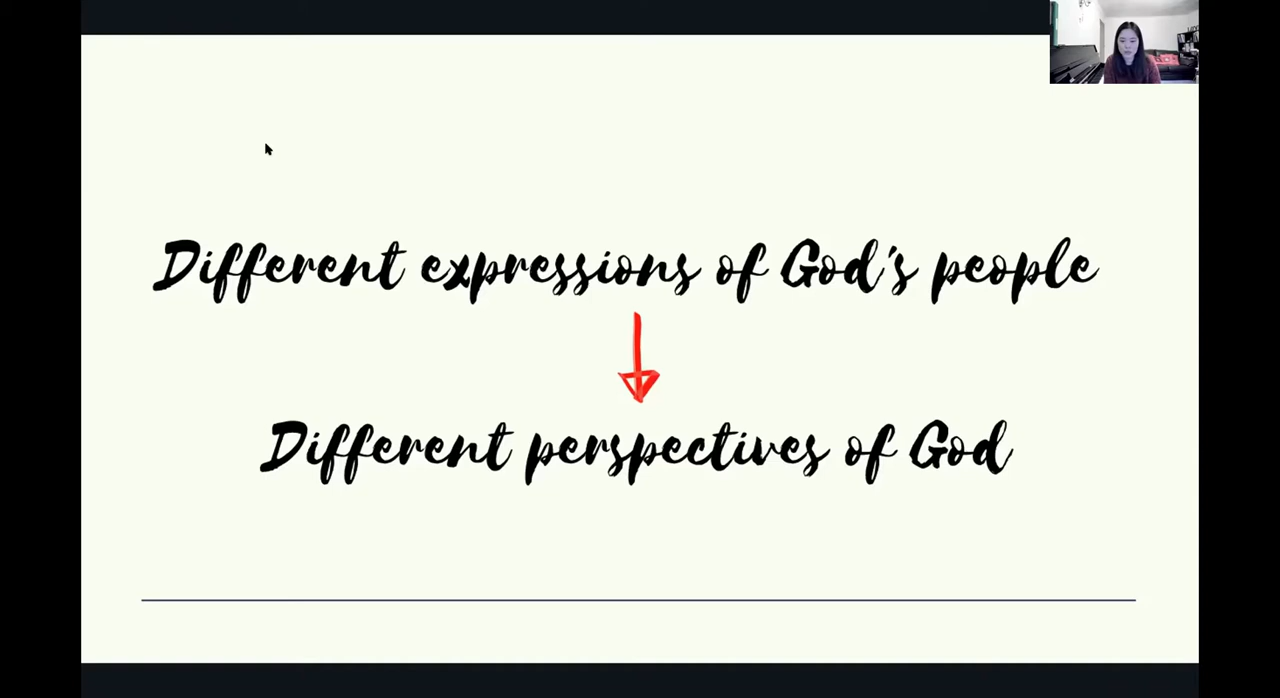 Different expressions of God's people
Different perspectives of God